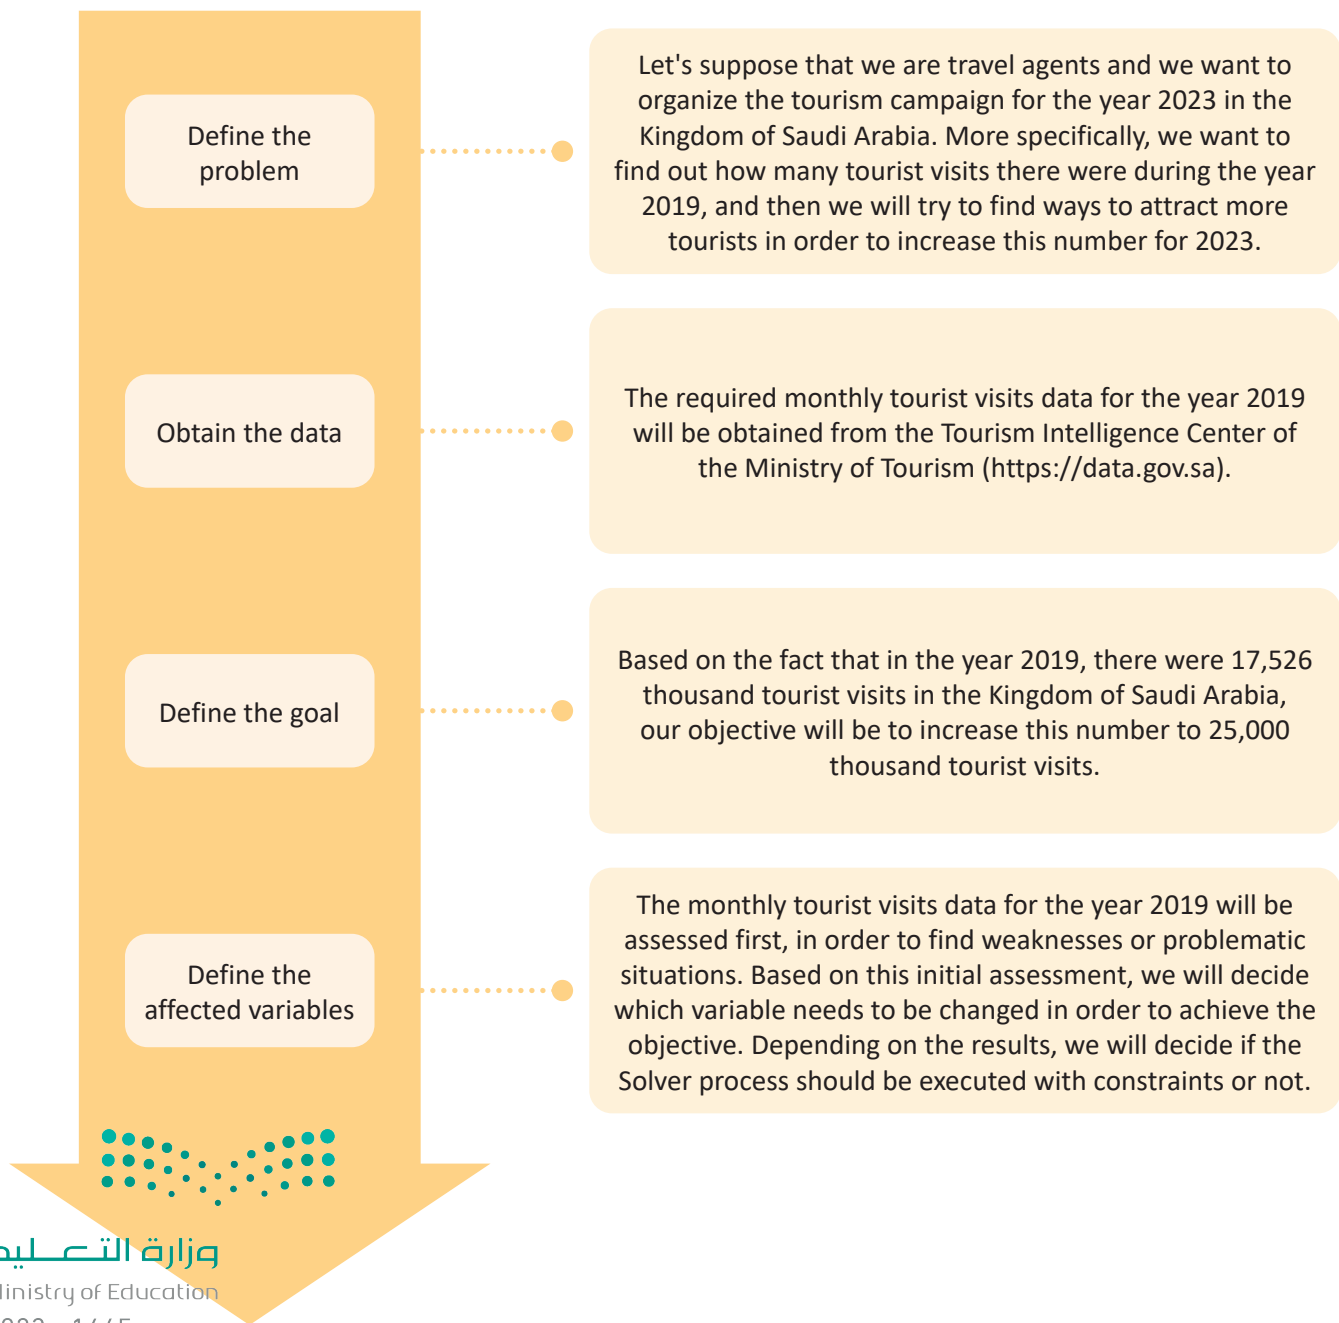 Define the
problem
Let's suppose that we are travel agents and we want to
organize the tourism campaign for the year 2023 in the
Kingdom of Saudi Arabia. More specifically, we want to
find out how many tourist visits there were during the year
2019, and then we will try to find ways to attract more
tourists in order to increase this number for 2023.
Obtain the data
The required monthly tourist visits data for the year 2019
will be obtained from the Tourism Intelligence Center of
the Ministry of Tourism (https://data.gov.sa).
Define the goal
Based on the fact that in the year 2019, there were 17,526
thousand tourist visits in the Kingdom of Saudi Arabia,
our objective will be to increase this number to 25,000
thousand tourist visits.
Define the
affected variables
The monthly tourist visits data for the year 2019 will be
assessed first, in order to find weaknesses or problematic
situations. Based on this initial assessment, we will decide
which variable needs to be changed in order to achieve the
objective. Depending on the results, we will decide if the
Solver process should be executed with constraints or not.
وزارة
of Education